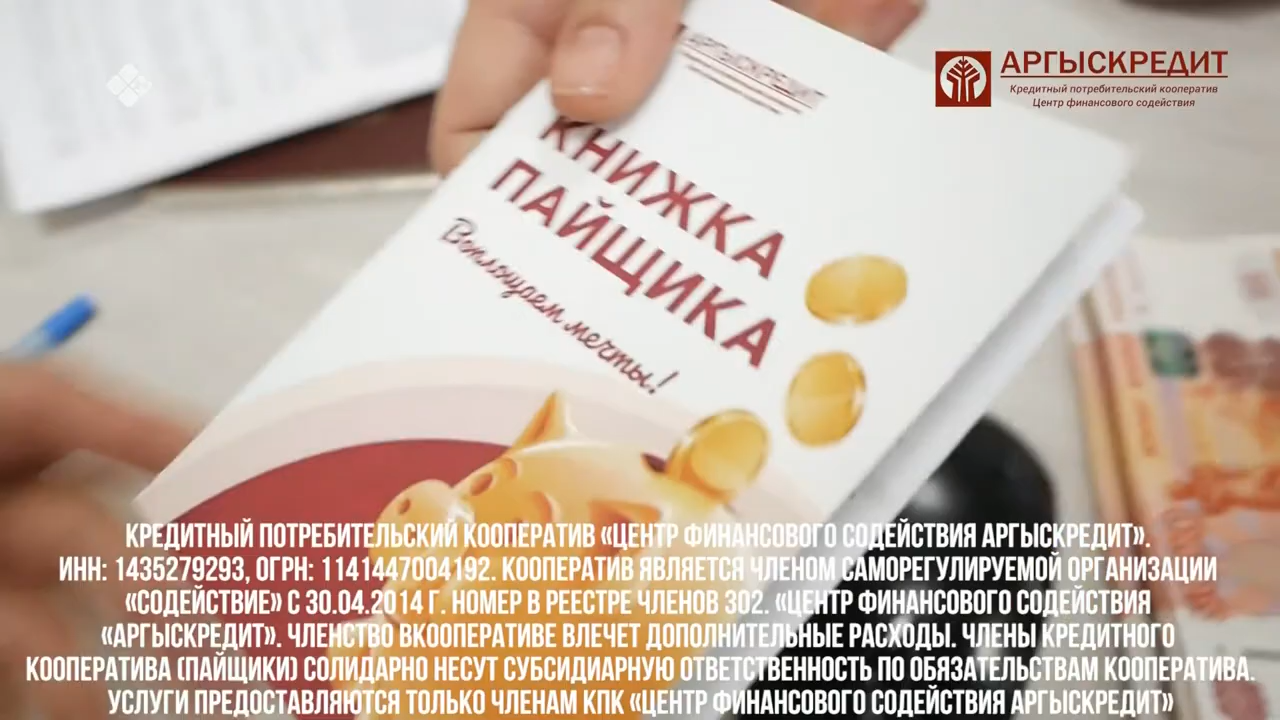 АРГЫСКРЕДИТ
Кредитный потребительский кооператив
Центр финансового содействия
АРГЫСКРЕДИТ
КНИЖКА
ПАЙЩИКА
Воплощаем мечты!
КРЕДИТНЫЙ ПОТРЕБИТЕЛЬСКИЙ КООПЕРАТИВ «ЦЕНТР ФИНАНСОВОГО СОДЕЙСТВИЯ АРГЫСКРЕДИТ».
ИНН: 1435279293, ОГРН: 1141447004192. КООПЕРАТИВ ЯВЛЯЕТСЯ ЧЛЕНОМ САМОРЕГУЛИРУЕМОЙ ОРГАНИЗАЦИИ
«СОДЕЙСТВИЕ» С 30.04.2014 Г. НОМЕР В РЕЕСТРЕ ЧЛЕНОВ 302. «ЦЕНТР ФИНАНСОВОГО СОДЕЙСТВИЯ
«АРГЫСКРЕДИТ». ЧЛЕНСТВО ВКООПЕРАТИВЕ ВЛЕЧЕТ ДОПОЛНИТЕЛЬНЫЕ РАСХОДЫ. ЧЛЕНЫ КРЕДИТНОГО
КООПЕРАТИВА (ПАЙЩИКИ) СОЛИДАРНО НЕСУТ СУБСИДИАРНУЮ ОТВЕТСТВЕННОСТЬ ПО ОБЯЗАТЕЛЬСТВАМ КООПЕРАТИВА.
УСЛУГИ ПРЕДОСТАВЛЯЮТСЯ ТОЛЬКО ЧЛЕНАМ КПК «ЦЕНТР ФИНАНСОВОГО СОДЕЙСТВИЯ АРГЫСКРЕДИТ»